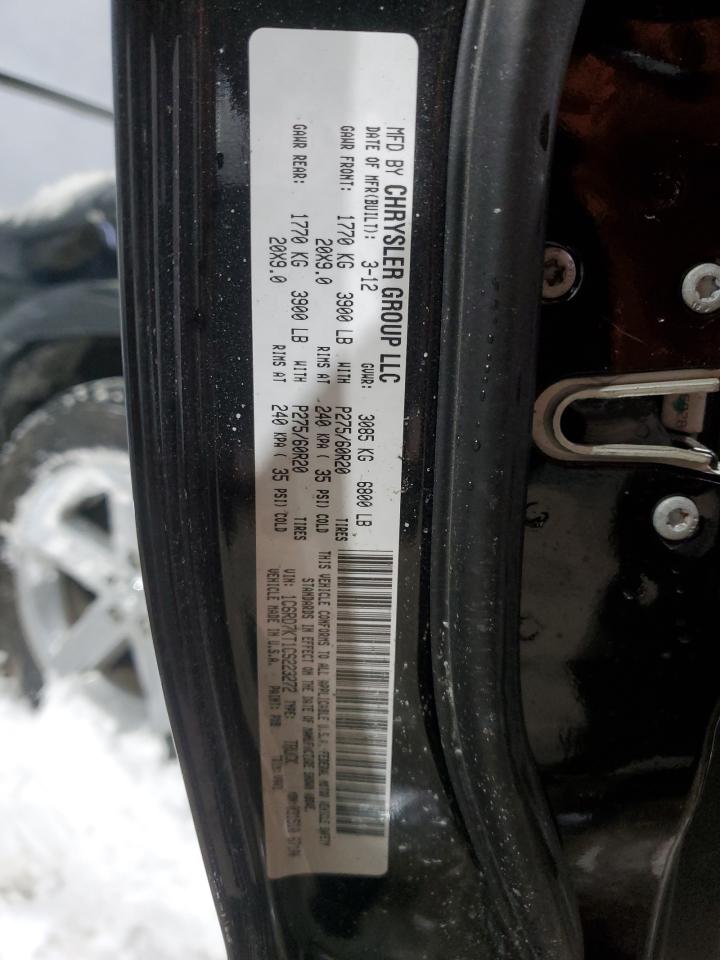 MFD BY CHRYSLER GROUP LLC
DATE OF MFR(BUILT): 3-12 GVWR: 3085 KG 6800 LB
GAWR FRONT: 1770 KG 3900 LB WITH P275/60R20 TIRES
20X9.0 RIMS AT 240 KPA ( 35 PSI) COLD
GAWR REAR: 1770 KG 3900 LB WITH P275/60R20 TIRES
20X9.0 RIMS AT 240 KPA ( 35 PSI) COLD
THIS VEHICLE CONFORMS TO ALL APPLICABLE U.S.A. FEDERAL MOTOR VEHICLE SAFETY
STANDARDS IN EFFECT ON THE DATE OF MANUFACTURE SHOWN ABOVE.
VIN: 1C6RD7KT1CS223272 TYPE: TRUCK
VEHICLE MADE IN U.S.A. PAINT: